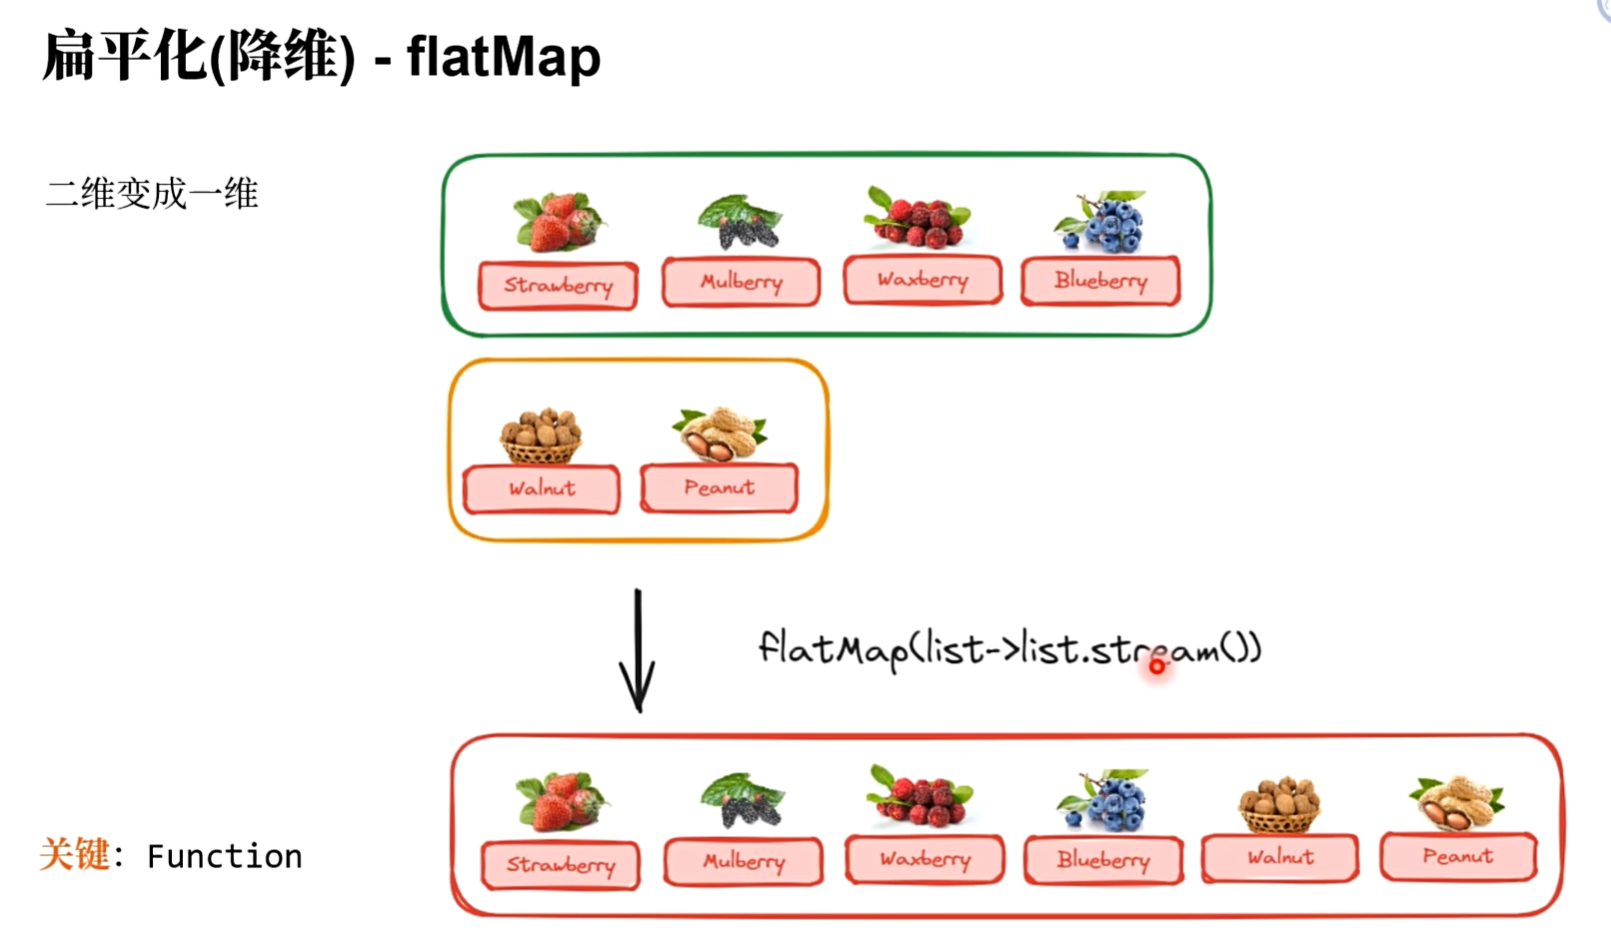 扁平化(降维) - flatMap
二维变成一维
Strawberry Mulberry Waxberry Blueberry
Walnut Peanut
flatMap(list->list.stream())
Strawberry Mulberry Waxberry Blueberry Walnut Peanut
关键：Function